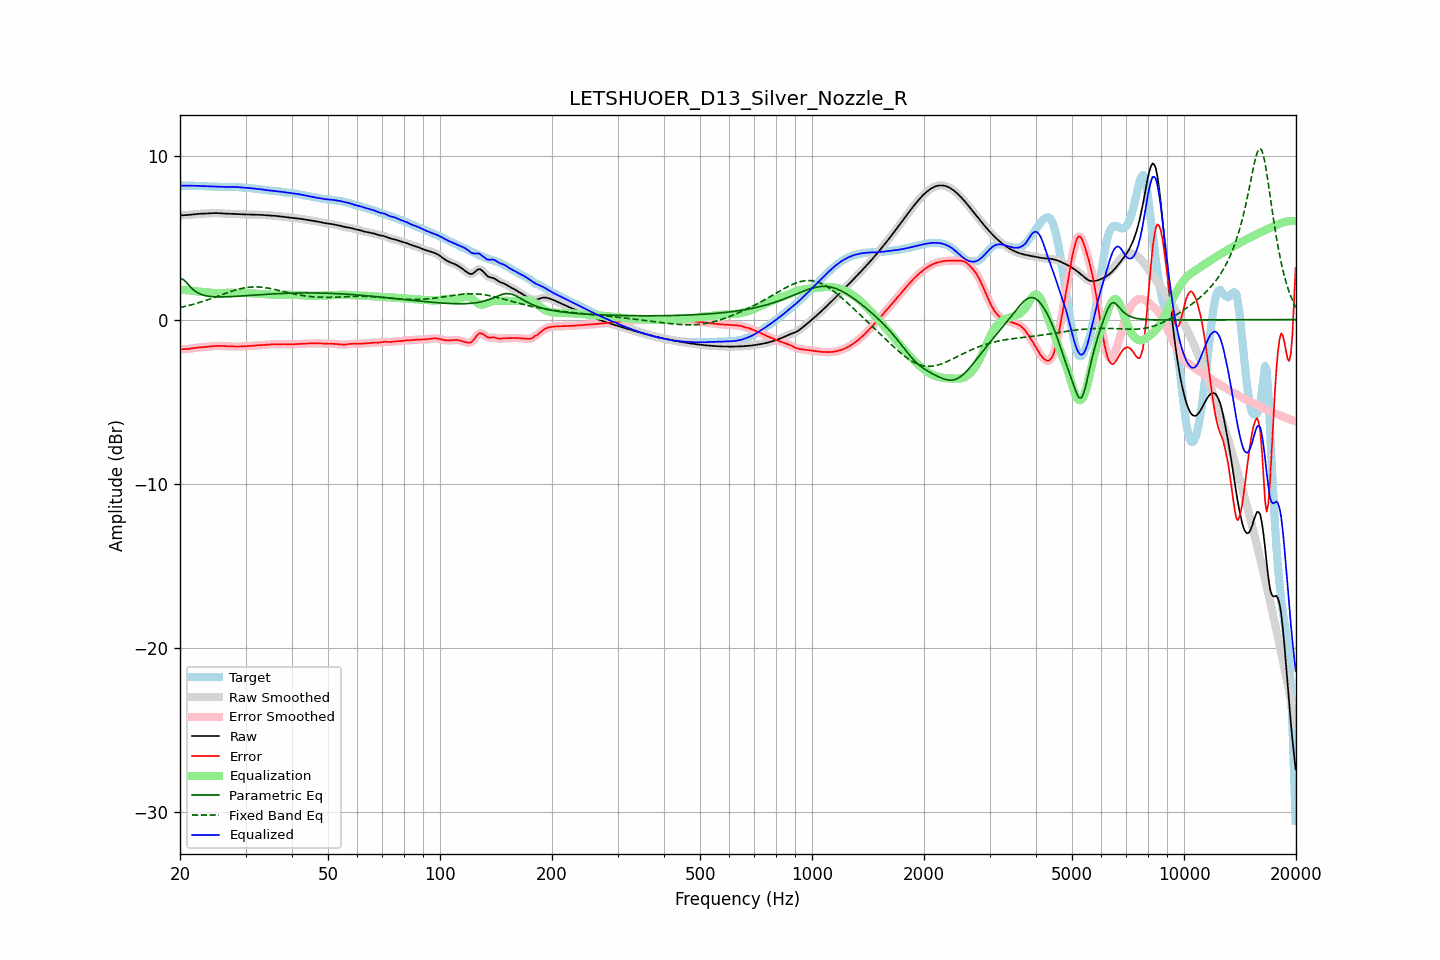 LETSHUOER_D13_Silver_Nozzle_R
Amplitude (dBr)
10
0
−10
−20
−30
Target
Raw Smoothed
Error Smoothed
Raw
Error
Equalization
Parametric Eq
Fixed Band Eq
Equalized
20 50 100 200 500 1000 2000 5000 10000 20000
Frequency (Hz)